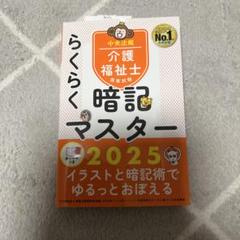 中央法規
No.1
介護
福祉士
国家試験
らくらく
暗記
マスター
2025
イラストと暗記術で
ゆるっとおぼえる